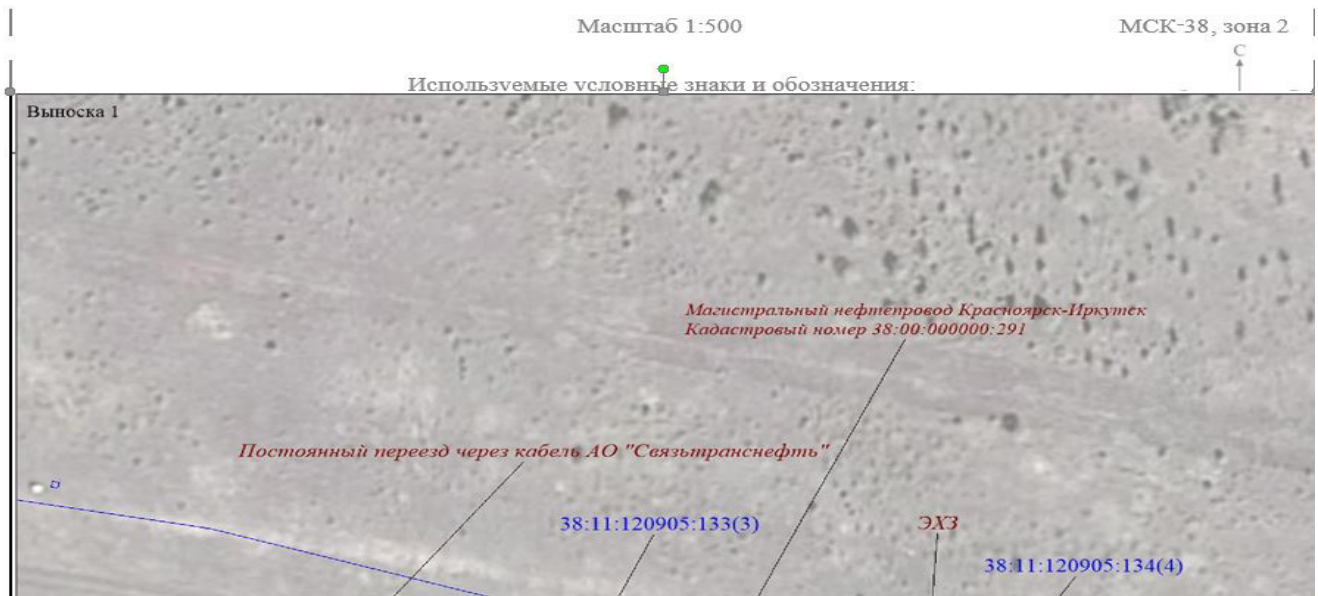 Масштаб 1:500
МСК-38, зона 2
С
Используемые условные знаки и обозначения:
Выноска 1
Магистральный нефтепровод Красноярск-Иркутск
Кадастровый номер 38:00:000000:291
Постоянный переезд через кабель АО "Связьтранснефть"
38:11:120905:133(3)
ЭХЗ
38:11:120905:134(4)